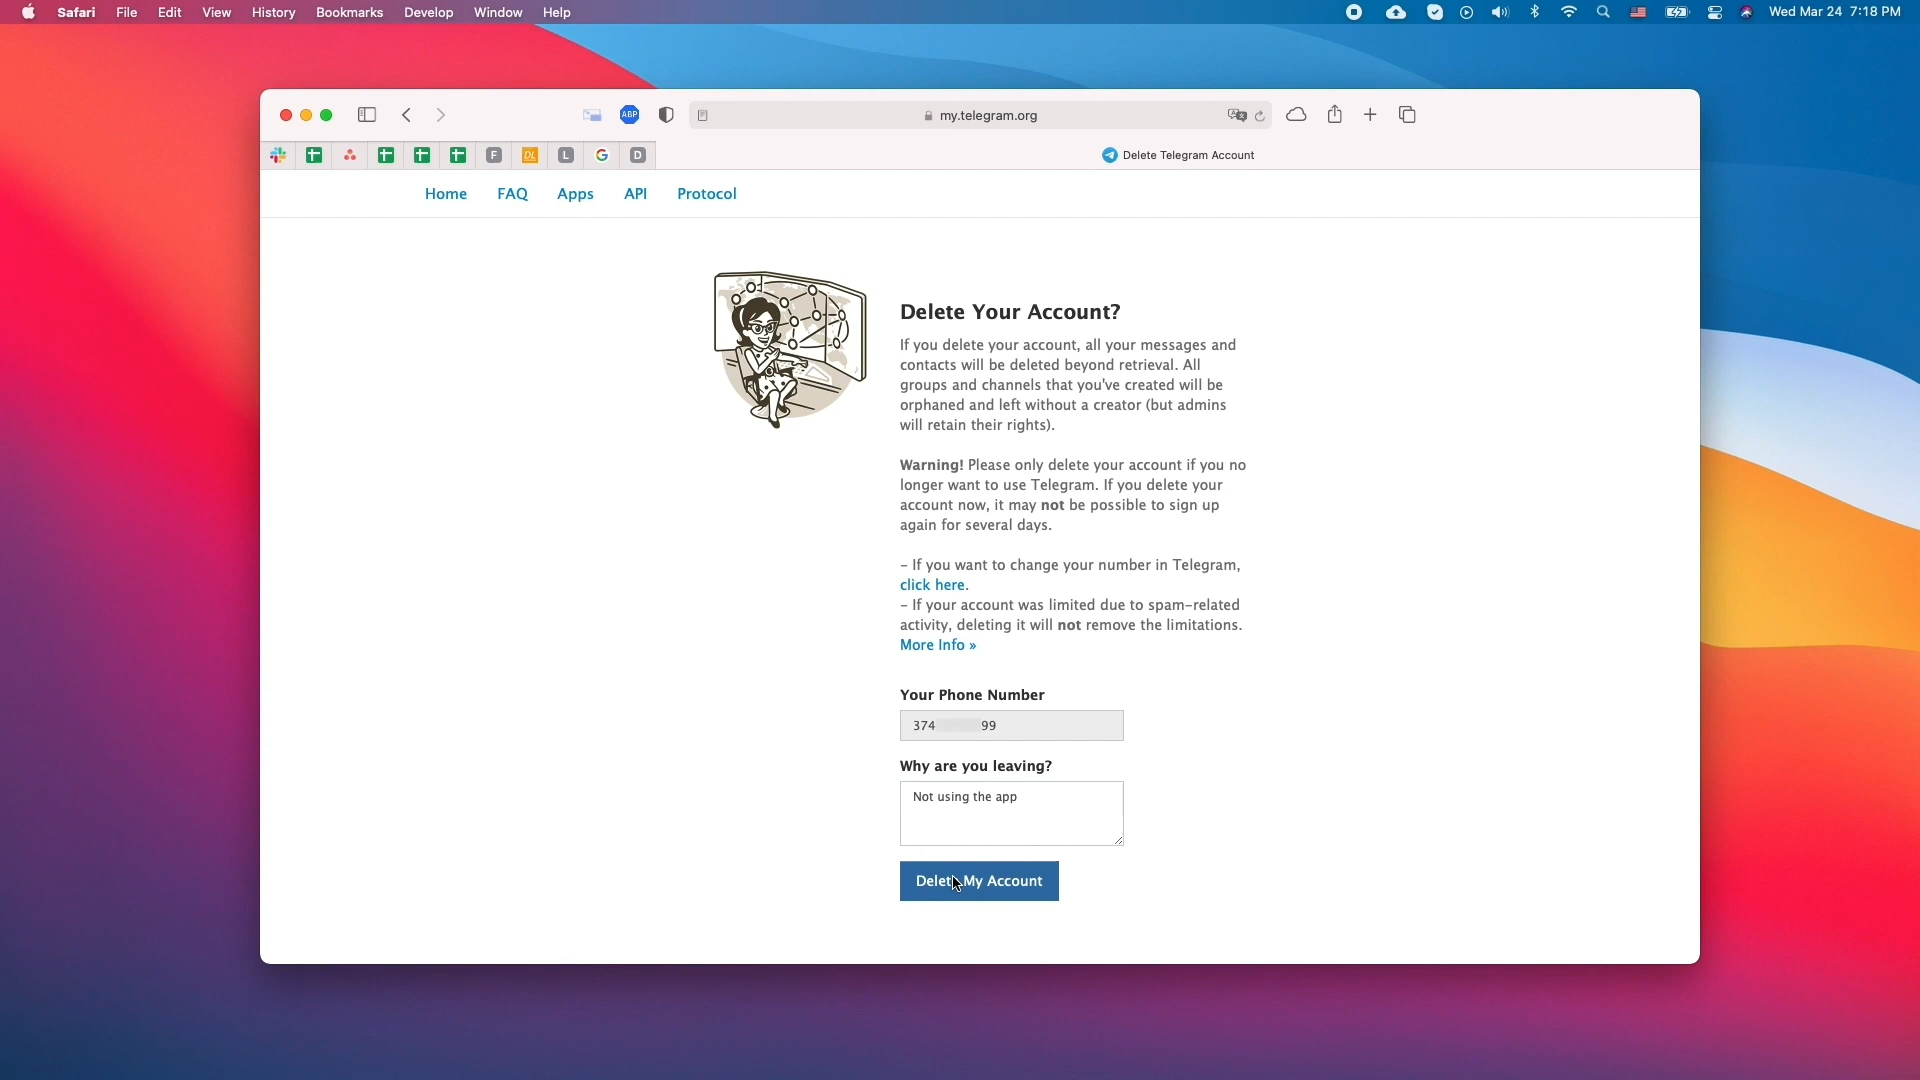 Safari File Edit View History Bookmarks Develop Window Help Wed Mar 24 7:18 PM
ABP my.telegram.org
F DL L G D Delete Telegram Account
Home FAQ Apps API Protocol
Delete Your Account?
If you delete your account, all your messages and
contacts will be deleted beyond retrieval. All
groups and channels that you've created will be
orphaned and left without a creator (but admins
will retain their rights).
Warning! Please only delete your account if you no
longer want to use Telegram. If you delete your
account now, it may not be possible to sign up
again for several days.
- If you want to change your number in Telegram,
click here.
- If your account was limited due to spam-related
activity, deleting it will not remove the limitations.
More Info »
Your Phone Number
374 99
Why are you leaving?
Not using the app
Delete My Account